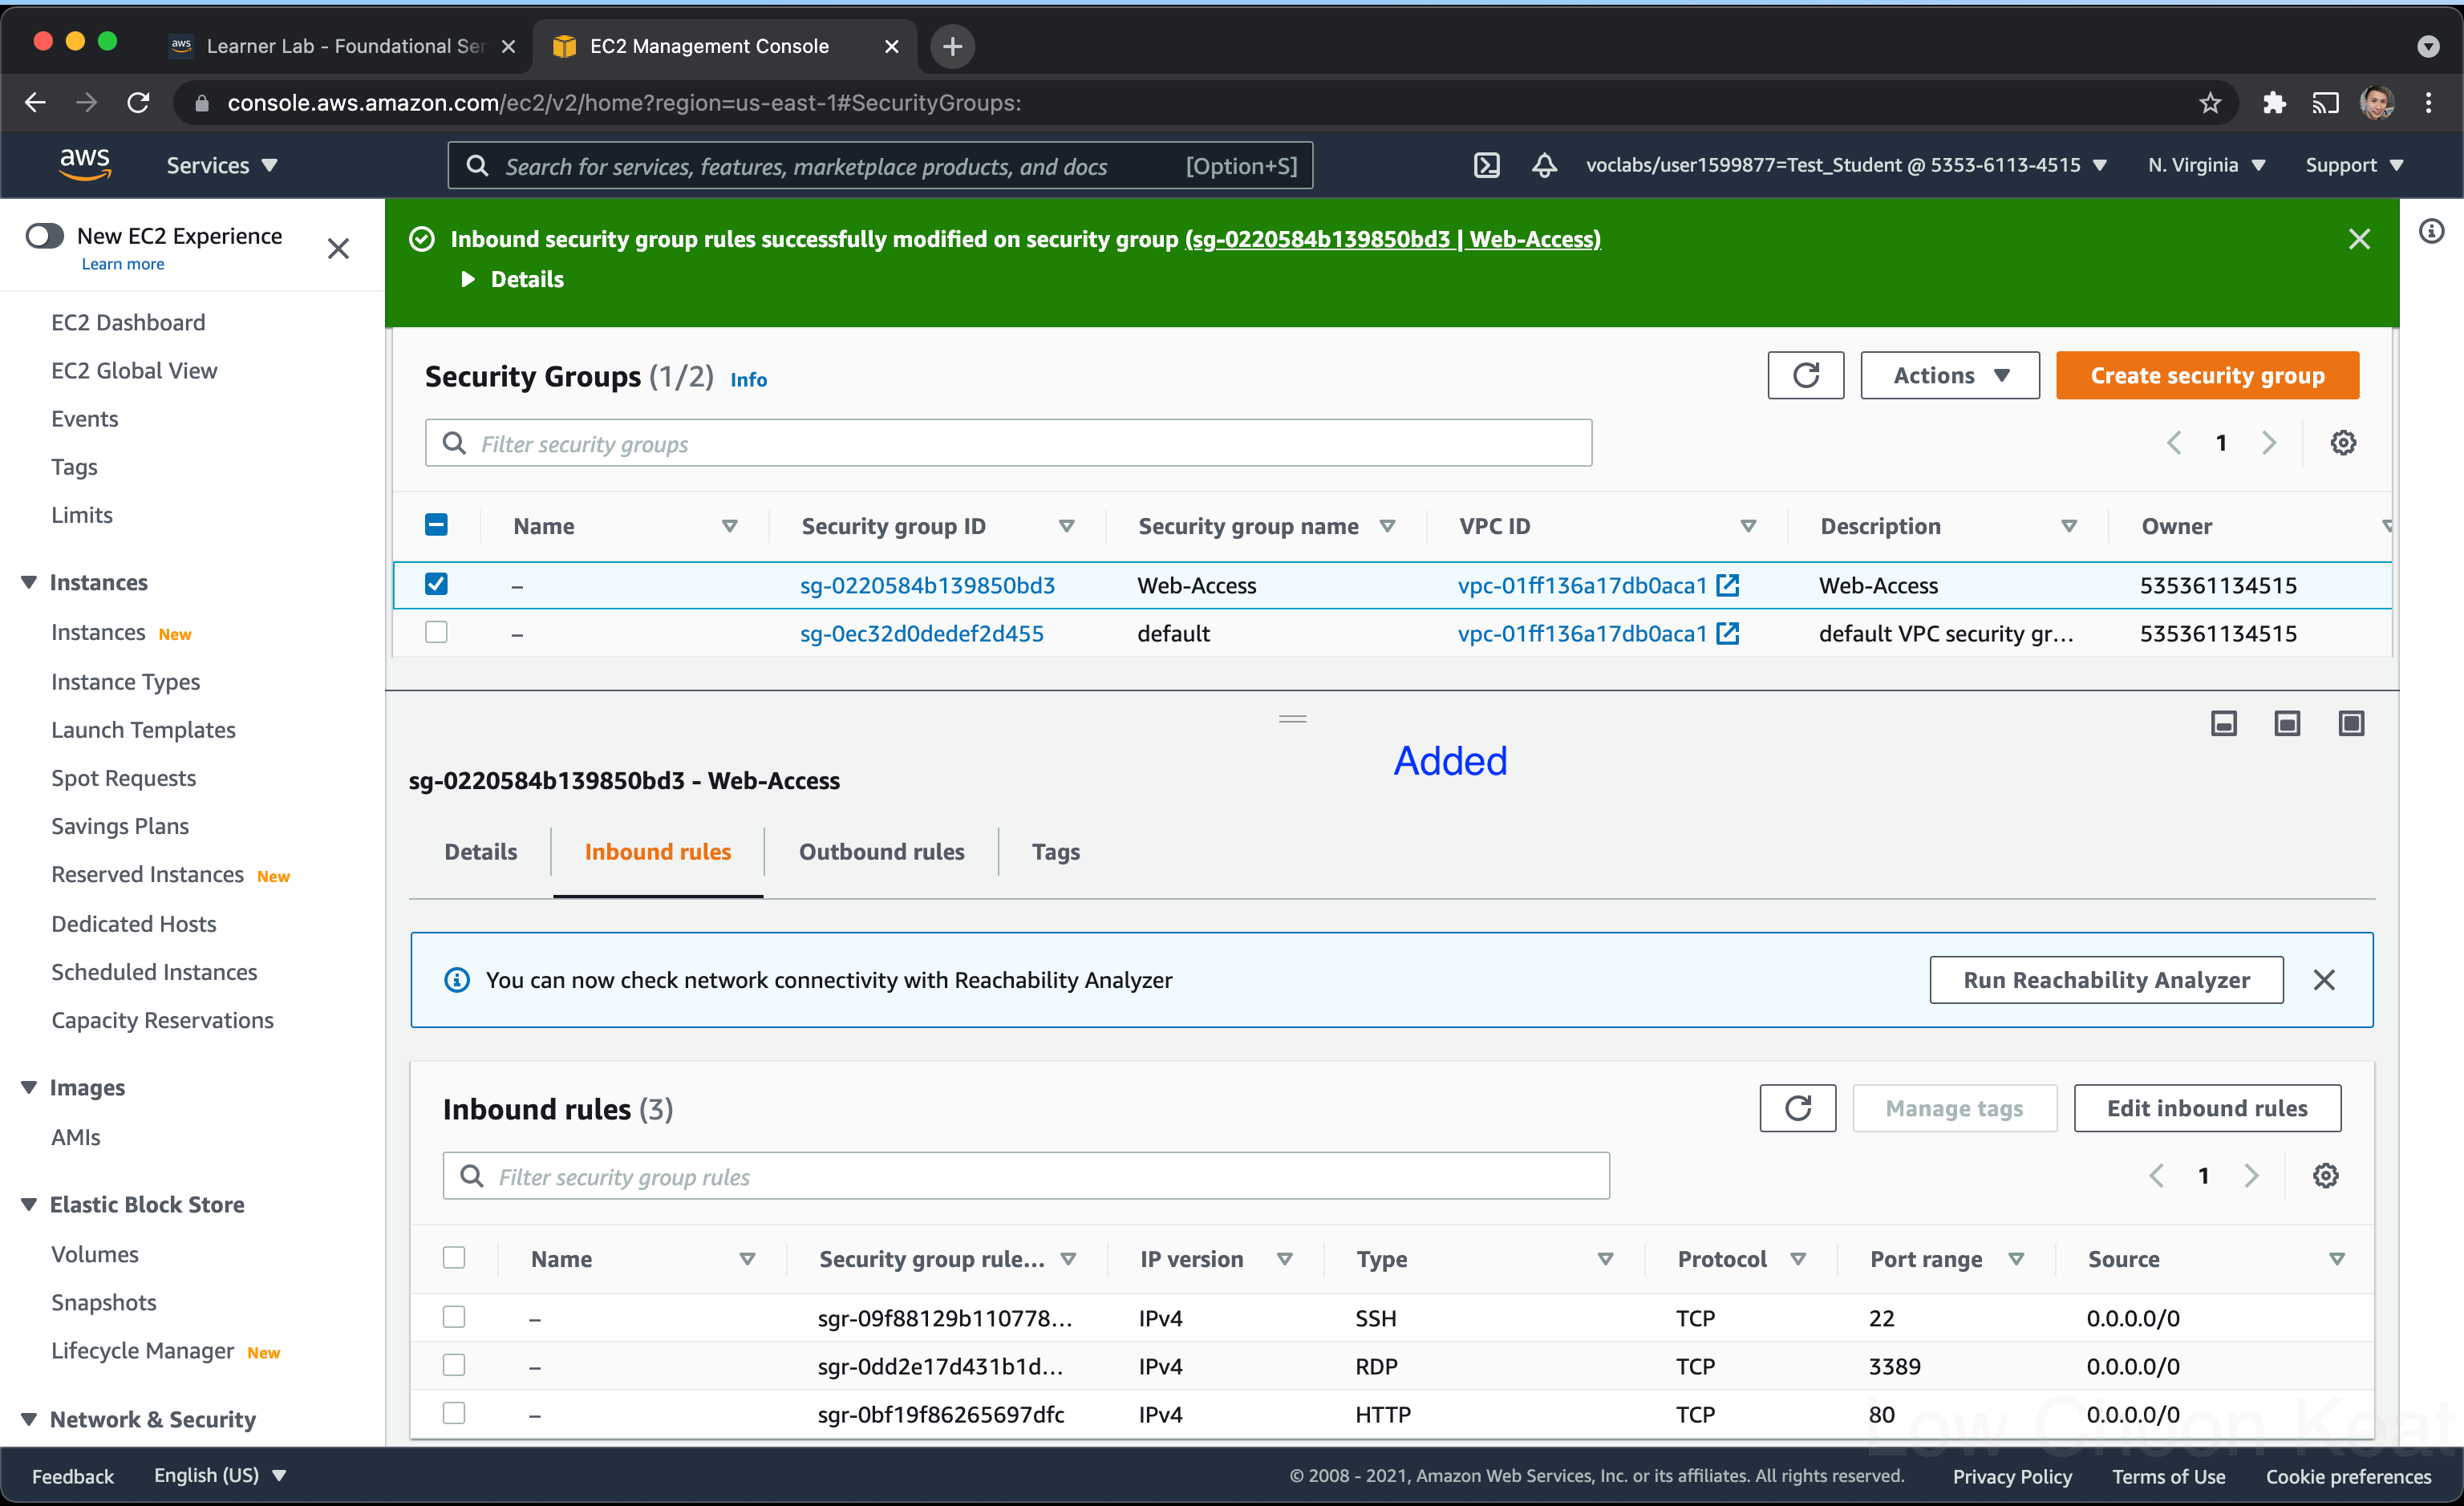 Learner Lab - Foundational Ser
EC2 Management Console
console.aws.amazon.com/ec2/v2/home?region=us-east-1#SecurityGroups:
aws
Services
Search for services, features, marketplace products, and docs
[Option+S]
voclabs/user1599877=Test_Student @ 5353-6113-4515
N. Virginia
Support
New EC2 Experience
Learn more
EC2 Dashboard
EC2 Global View
Events
Tags
Limits
Instances
Instances New
Instance Types
Launch Templates
Spot Requests
Savings Plans
Reserved Instances New
Dedicated Hosts
Scheduled Instances
Capacity Reservations
Images
AMIs
Elastic Block Store
Volumes
Snapshots
Lifecycle Manager New
Network & Security
Inbound security group rules successfully modified on security group (sg-0220584b139850bd3 | Web-Access)
Details
Security Groups (1/2) Info
Actions
Create security group
Filter security groups
1
Name Security group ID Security group name VPC ID Description Owner
– sg-0220584b139850bd3 Web-Access vpc-01ff136a17db0aca1 Web-Access 535361134515
– sg-0ec32d0dedef2d455 default vpc-01ff136a17db0aca1 default VPC security gr... 535361134515
Added
sg-0220584b139850bd3 - Web-Access
Details Inbound rules Outbound rules Tags
You can now check network connectivity with Reachability Analyzer
Run Reachability Analyzer
Inbound rules (3)
Manage tags
Edit inbound rules
Filter security group rules
1
Name Security group rule... IP version Type Protocol Port range Source
– sgr-09f88129b110778... IPv4 SSH TCP 22 0.0.0.0/0
– sgr-0dd2e17d431b1d... IPv4 RDP TCP 3389 0.0.0.0/0
– sgr-0bf19f86265697dfc IPv4 HTTP TCP 80 0.0.0.0/0
Low Choon Keat
Feedback
English (US)
© 2008 - 2021, Amazon Web Services, Inc. or its affiliates. All rights reserved.
Privacy Policy
Terms of Use
Cookie preferences